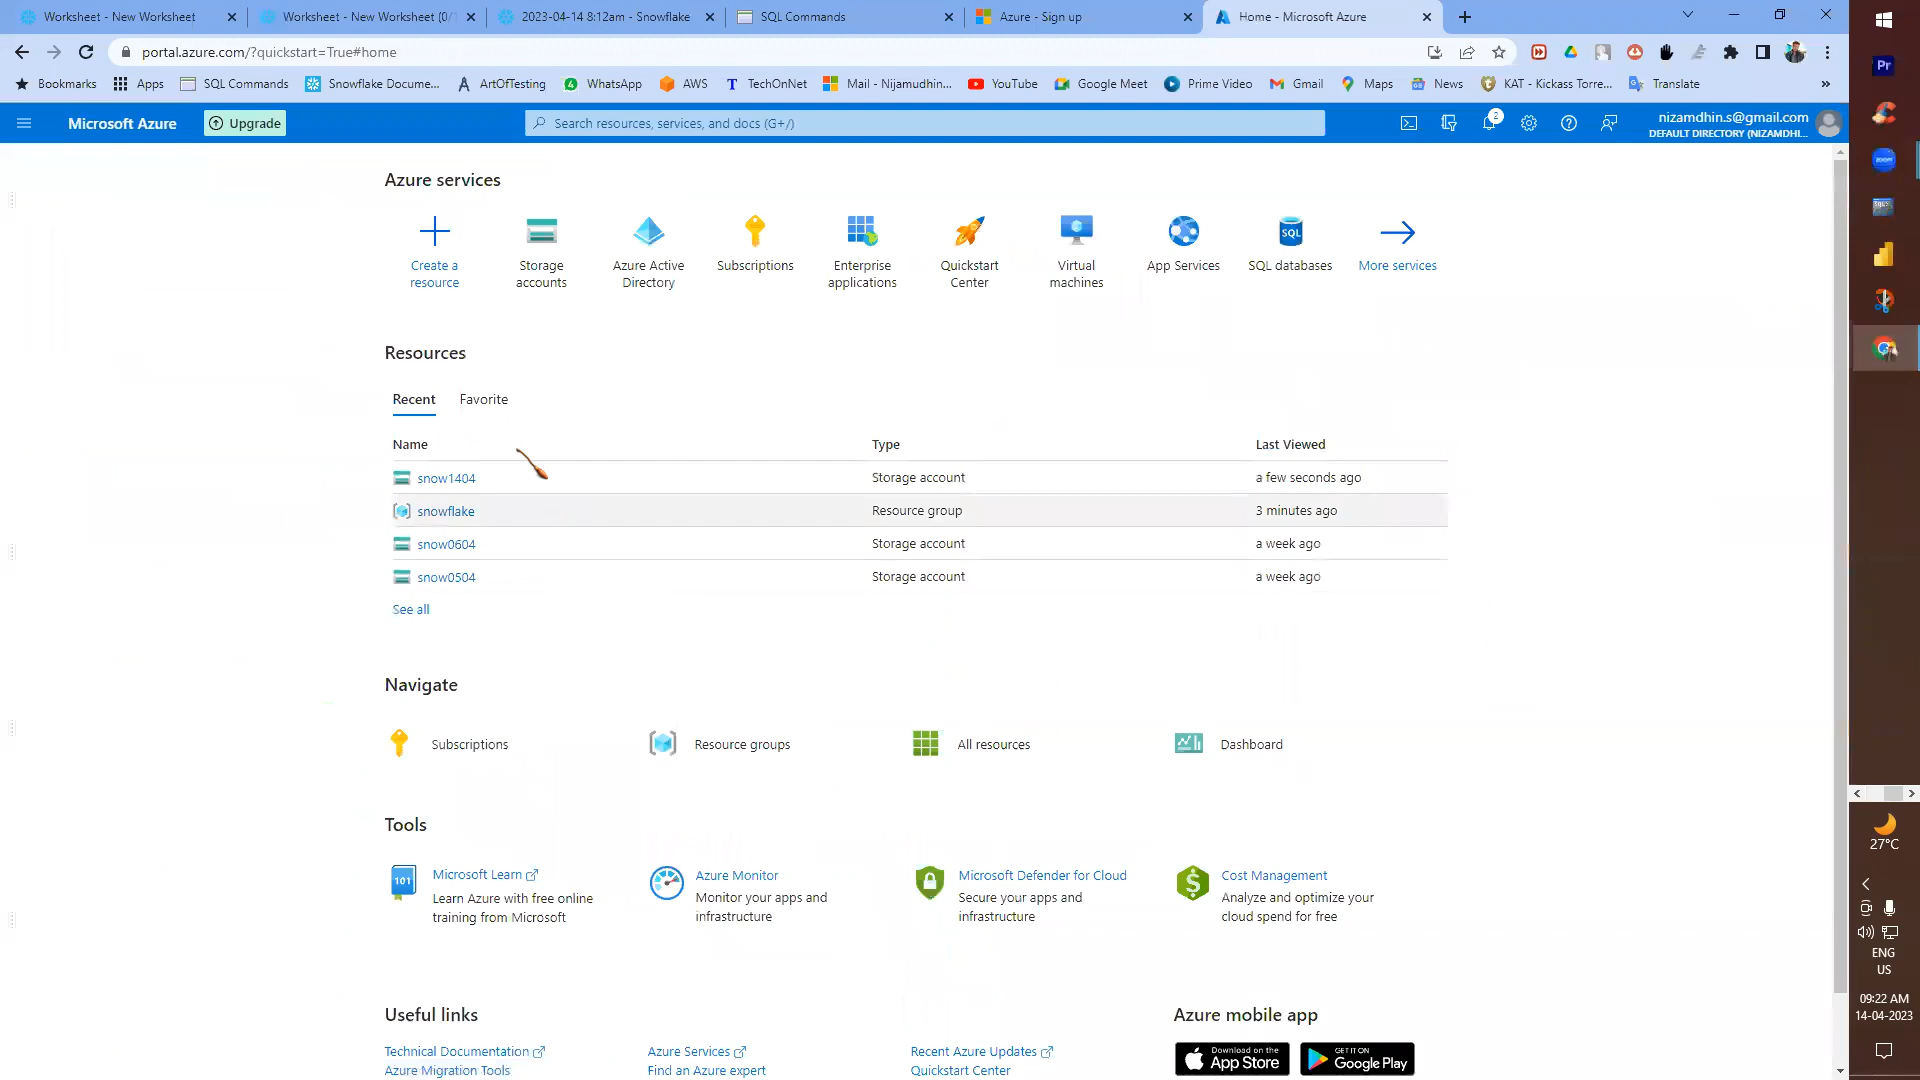 Worksheet - New Worksheet
Worksheet - New Worksheet (0/1
2023-04-14 8:12am - Snowflake
SQL Commands
Azure - Sign up
Home - Microsoft Azure
portal.azure.com/?quickstart=True#home
Bookmarks
Apps
SQL Commands
Snowflake Docume...
ArtOfTesting
WhatsApp
AWS
TechOnNet
Mail - Nijamudhin...
YouTube
Google Meet
Prime Video
Gmail
Maps
News
KAT - Kickass Torre...
Translate
Microsoft Azure
Upgrade
Search resources, services, and docs (G+/)
2
nizamdhin.s@gmail.com
DEFAULT DIRECTORY (NIZAMDHI...
Azure services
Create a resource
Storage accounts
Azure Active Directory
Subscriptions
Enterprise applications
Quickstart Center
Virtual machines
App Services
SQL databases
More services
Resources
Recent
Favorite
Name
Type
Last Viewed
snow1404
Storage account
a few seconds ago
snowflake
Resource group
3 minutes ago
snow0604
Storage account
a week ago
snow0504
Storage account
a week ago
See all
Navigate
Subscriptions
Resource groups
All resources
Dashboard
Tools
Microsoft Learn
Learn Azure with free online
training from Microsoft
Azure Monitor
Monitor your apps and
infrastructure
Microsoft Defender for Cloud
Secure your apps and
infrastructure
Cost Management
Analyze and optimize your
cloud spend for free
Useful links
Technical Documentation
Azure Services
Recent Azure Updates
Azure Migration Tools
Find an Azure expert
Quickstart Center
Azure mobile app
Download on the
App Store
GET IT ON
Google Play
Pr
zoom
27°C
ENG
US
09:22 AM
14-04-2023